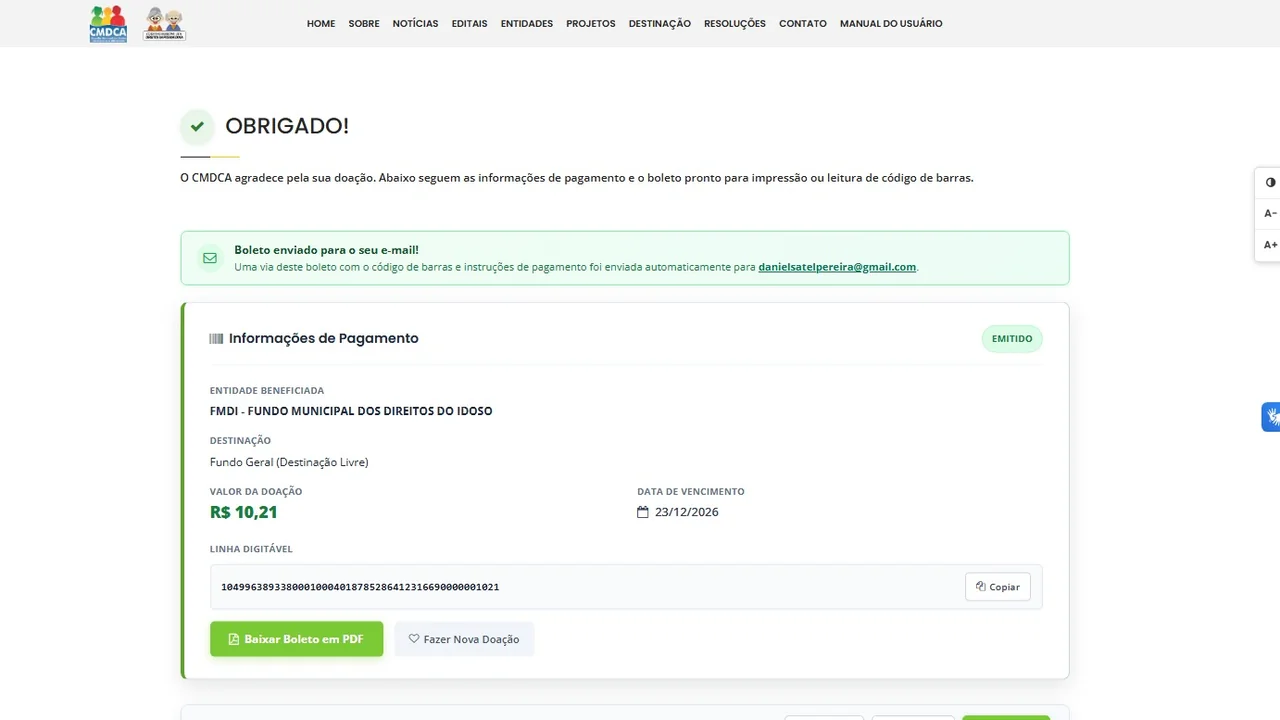 CMDCA
HOME SOBRE NOTÍCIAS EDITAIS ENTIDADES PROJETOS DESTINAÇÃO RESOLUÇÕES CONTATO MANUAL DO USUÁRIO
OBRIGADO!
O CMDCA agradece pela sua doação. Abaixo seguem as informações de pagamento e o boleto pronto para impressão ou leitura de código de barras.
A-
A+
Boleto enviado para o seu e-mail!
Uma via deste boleto com o código de barras e instruções de pagamento foi enviada automaticamente para danielsatelpereira@gmail.com.
Informações de Pagamento
EMITIDO
ENTIDADE BENEFICIADA
FMDI - FUNDO MUNICIPAL DOS DIREITOS DO IDOSO
DESTINAÇÃO
Fundo Geral (Destinação Livre)
VALOR DA DOAÇÃO
R$ 10,21
DATA DE VENCIMENTO
23/12/2026
LINHA DIGITÁVEL
10499638933800010004018785286412316690000001021
Copiar
Baixar Boleto em PDF
Fazer Nova Doação